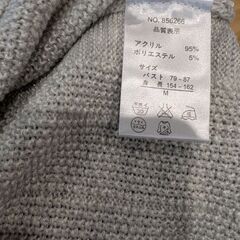 NO. 856266
品質表示
アクリル 95%
ポリエステル 5%
サイズ
バスト 79-87
身長 154-162
M